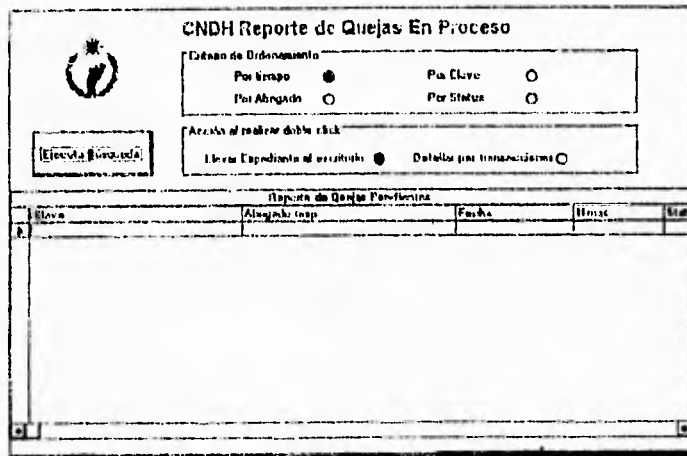 CNDH Reporte de Quejas En Proceso
Criterio de Ordenamiento
Por tiempo Por Clave
Por Abogado Por Status
Acción al realizar doble click
Ejecuta Búsqueda
Llevar Expediente al escritorio Detalle por transacciones
Reporte de Quejas Pendientes
Clave Abogado resp Fecha Horas Stat